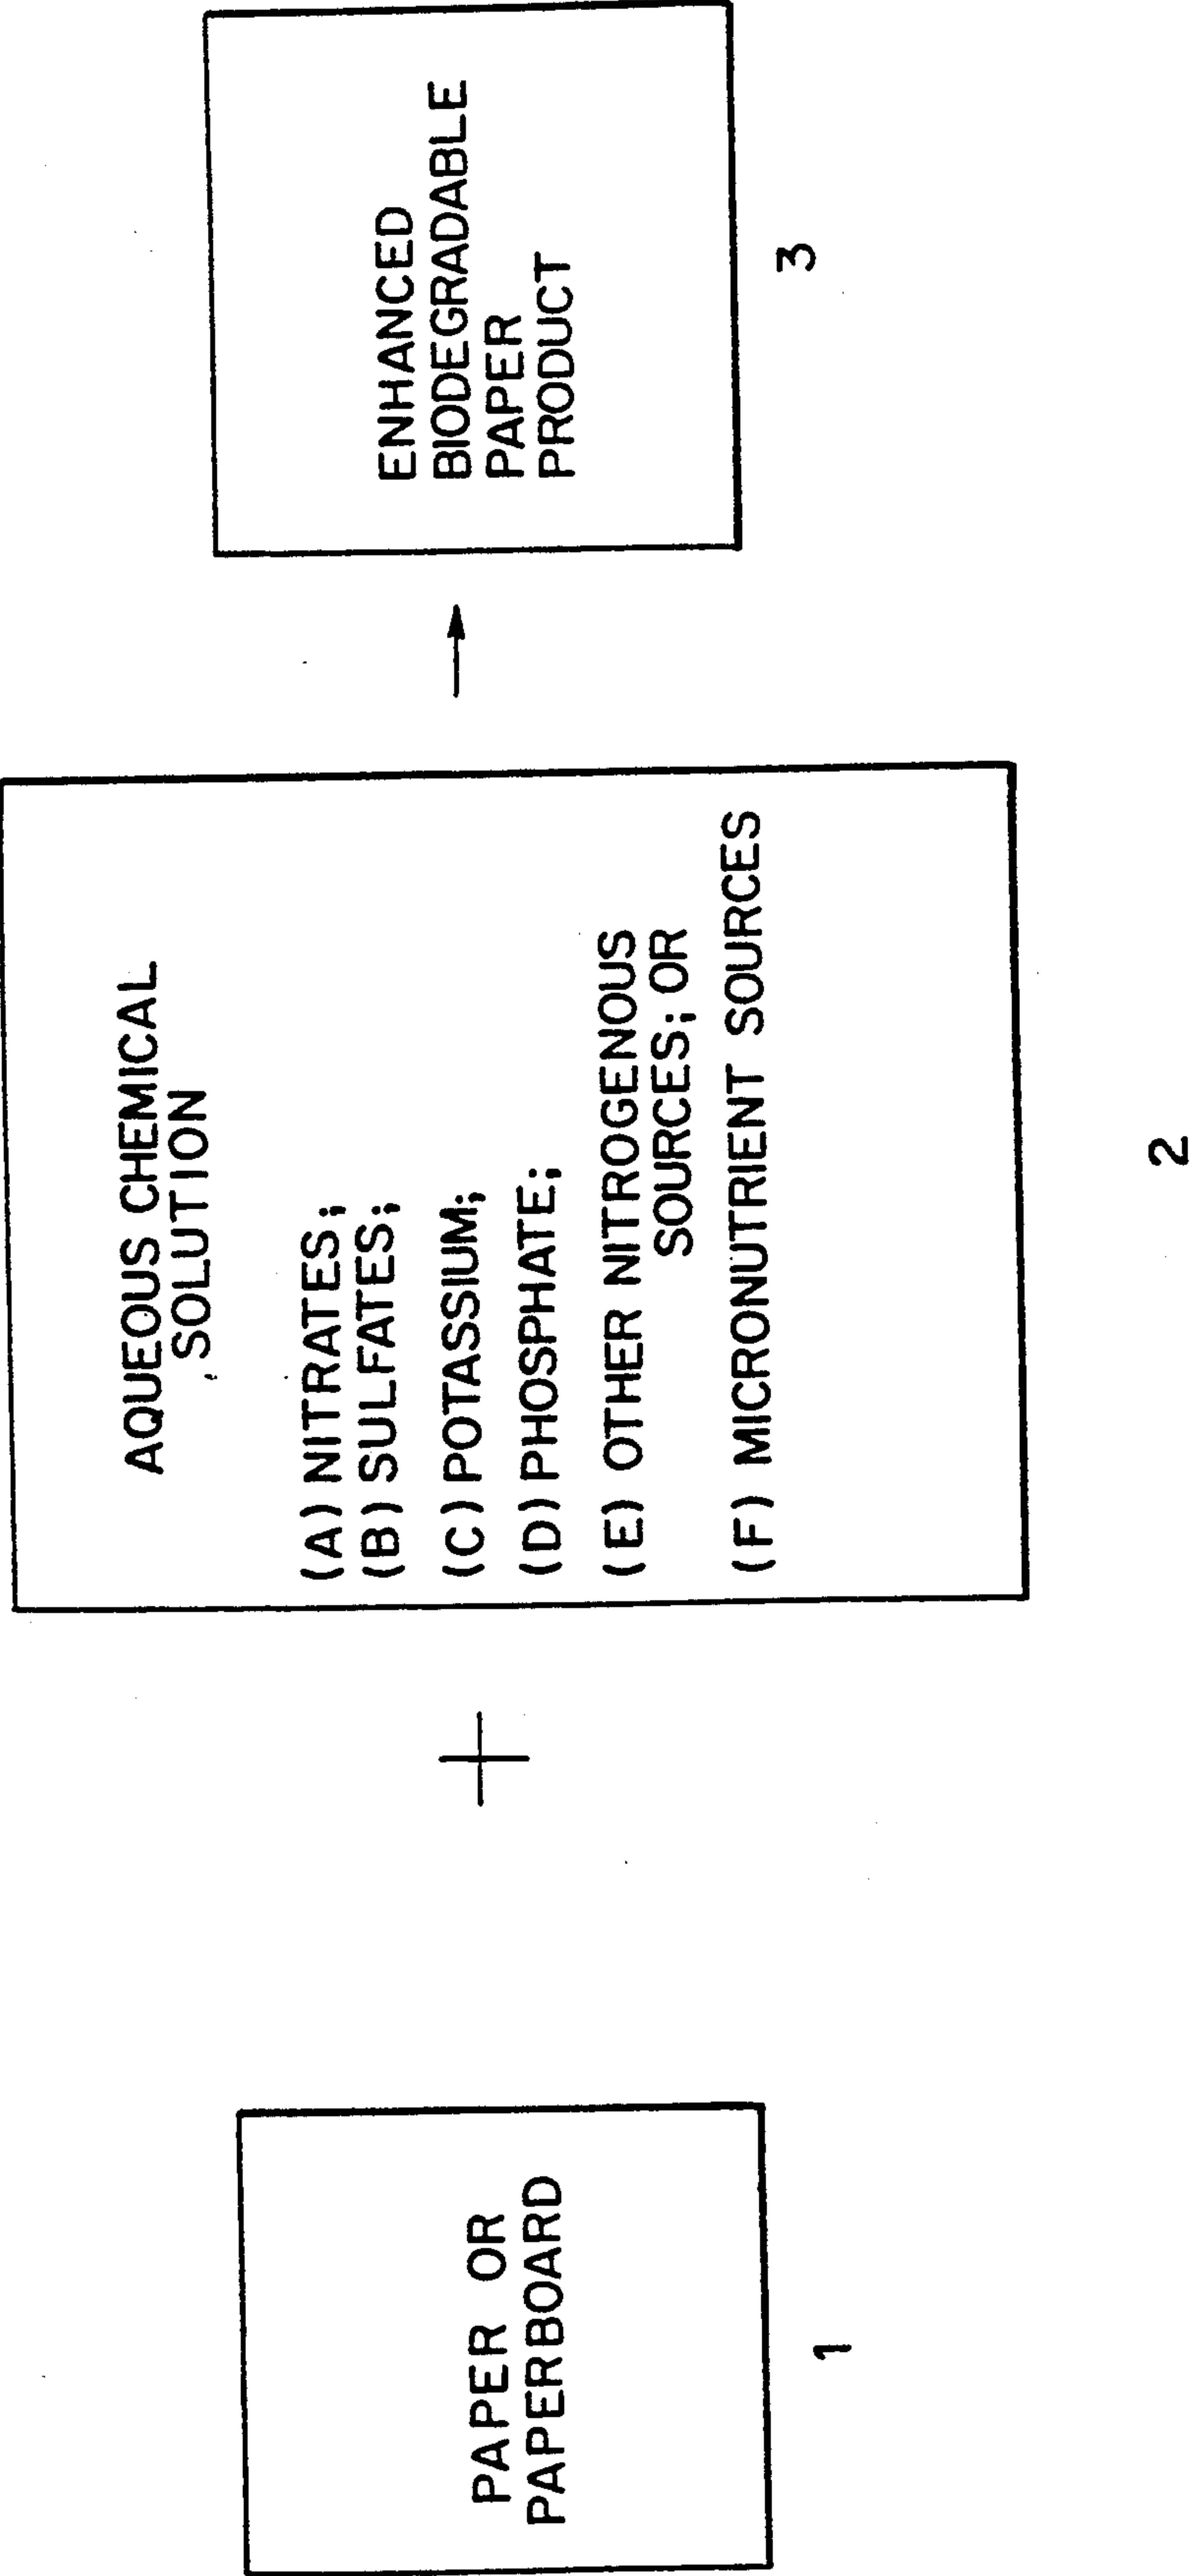 PAPER OR
PAPERBOARD
1
+
AQUEOUS CHEMICAL
SOLUTION
(A) NITRATES;
(B) SULFATES;
(C) POTASSIUM;
(D) PHOSPHATE;
(E) OTHER NITROGENOUS
SOURCES; OR
(F) MICRONUTRIENT SOURCES
2
ENHANCED
BIODEGRADABLE
PAPER
PRODUCT
3